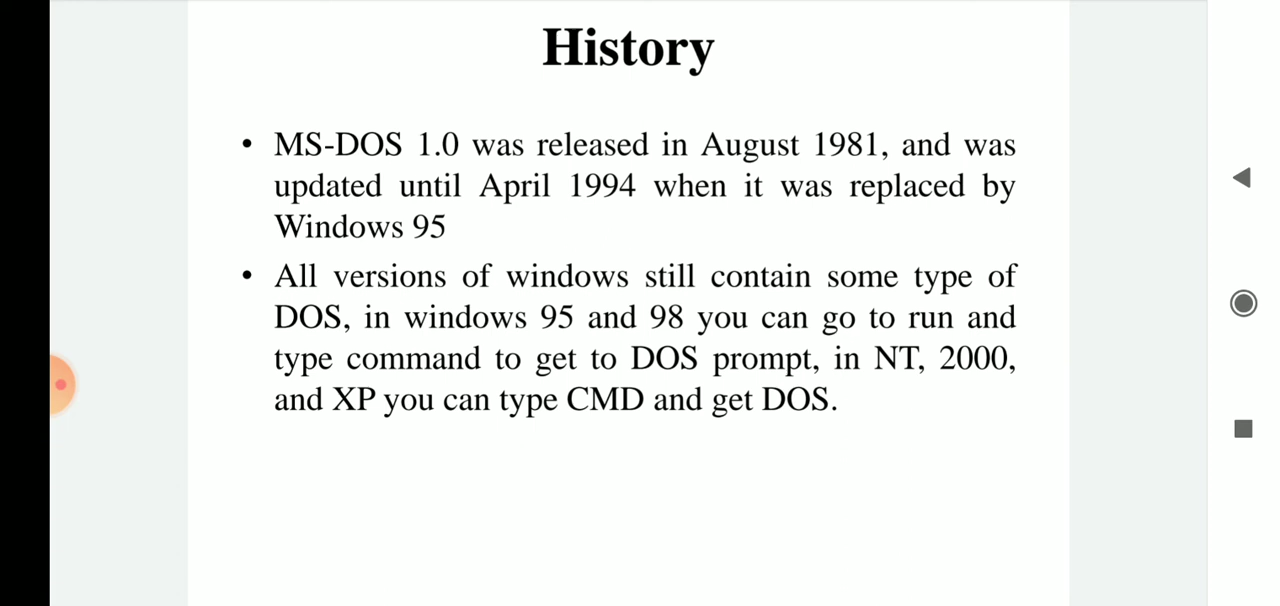 History
• MS-DOS 1.0 was released in August 1981, and was
updated until April 1994 when it was replaced by
Windows 95
• All versions of windows still contain some type of
DOS, in windows 95 and 98 you can go to run and
type command to get to DOS prompt, in NT, 2000,
and XP you can type CMD and get DOS.